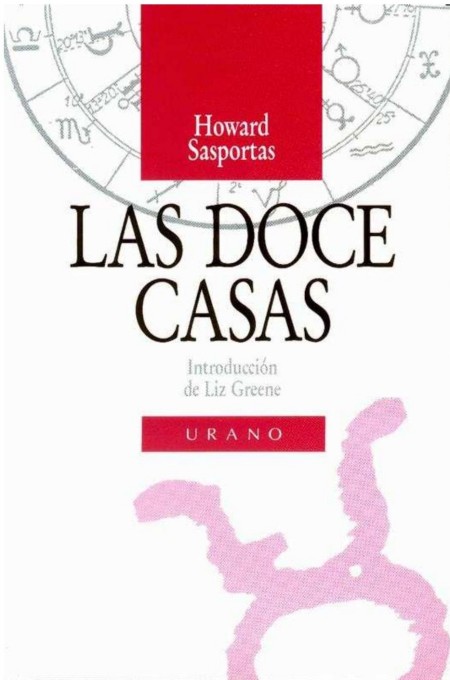 Howard
Sasportas
LAS DOCE
CASAS
Introducción
de Liz Greene
URANO